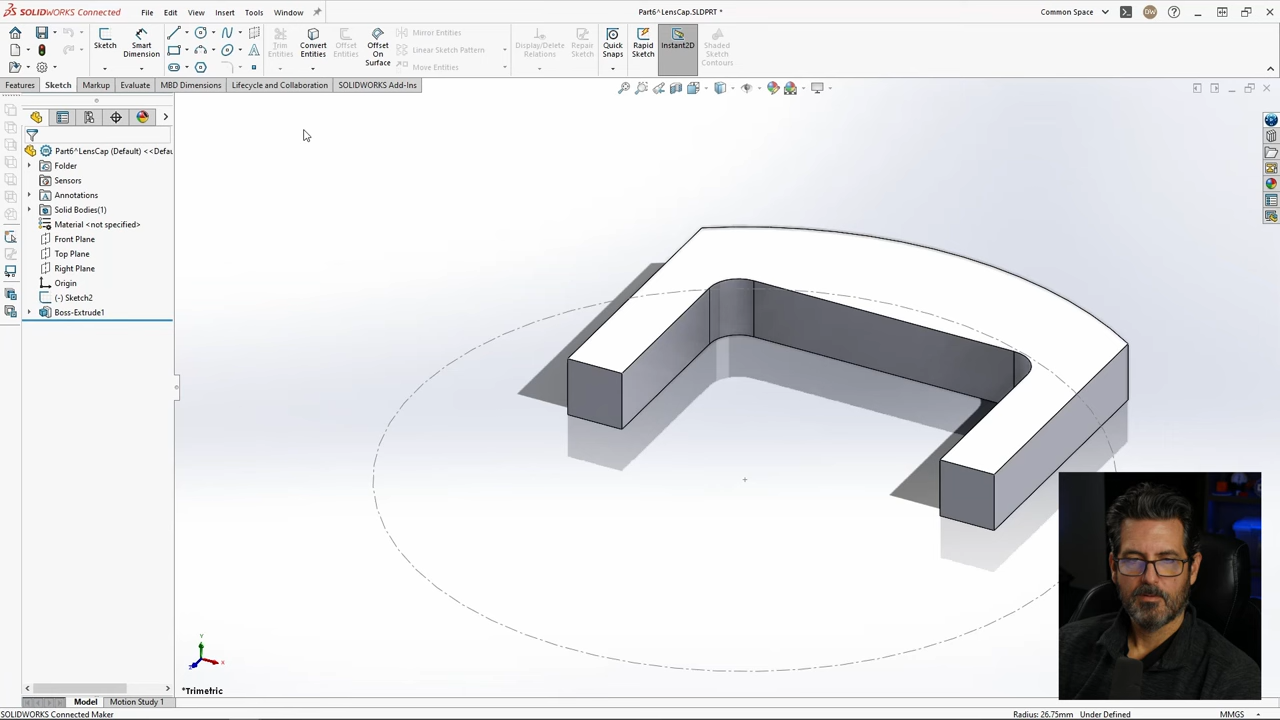 SOLIDWORKS Connected
File Edit View Insert Tools Window
Part6^LensCap.SLDPRT *
Common Space
DW
Sketch
Smart Dimension
Trim Entities
Convert Entities
Offset Entities
Offset On Surface
Mirror Entities
Linear Sketch Pattern
Move Entities
Display/Delete Relations
Repair Sketch
Quick Snaps
Rapid Sketch
Instant2D
Shaded Sketch Contours
Features Sketch Markup Evaluate MBD Dimensions Lifecycle and Collaboration SOLIDWORKS Add-Ins
Part6^LensCap (Default) <<Defau
Folder
Sensors
Annotations
Solid Bodies(1)
Material <not specified>
Front Plane
Top Plane
Right Plane
Origin
(-) Sketch2
Boss-Extrude1
Y
X
Z
*Trimetric
Model Motion Study 1
SOLIDWORKS Connected Maker
Radius: 26.75mm Under Defined MMGS